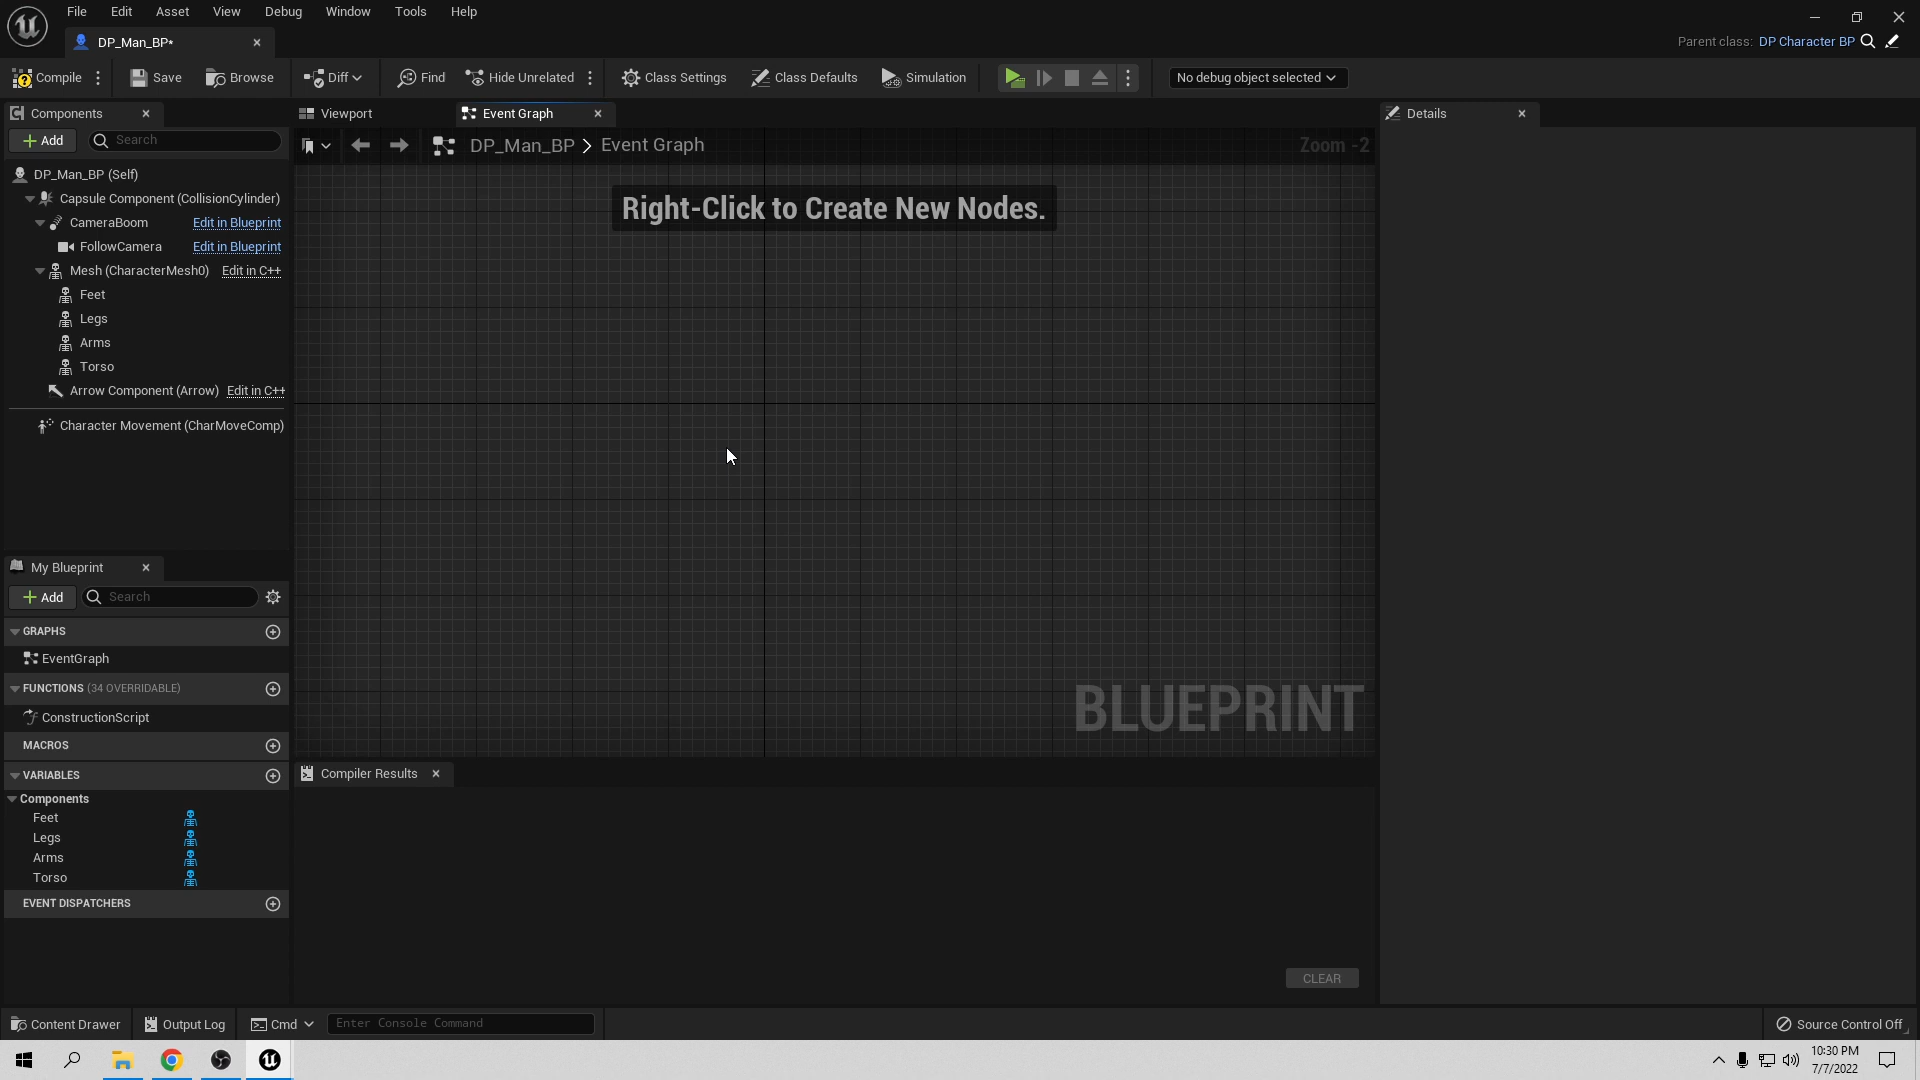 File Edit Asset View Debug Window Tools Help
DP_Man_BP*
Parent class: DP Character BP
Compile Save Browse Diff Find Hide Unrelated Class Settings Class Defaults Simulation No debug object selected
Components
Viewport
Event Graph
Details
Add Search
DP_Man_BP > Event Graph
Zoom -2
DP_Man_BP (Self)
Capsule Component (CollisionCylinder)
CameraBoom Edit in Blueprint
FollowCamera Edit in Blueprint
Mesh (CharacterMesh0) Edit in C++
Feet
Legs
Arms
Torso
Arrow Component (Arrow) Edit in C++
Character Movement (CharMoveComp)
Right-Click to Create New Nodes.
BLUEPRINT
My Blueprint
Add Search
GRAPHS
EventGraph
FUNCTIONS (34 OVERRIDABLE)
ConstructionScript
MACROS
VARIABLES
Components
Feet
Legs
Arms
Torso
EVENT DISPATCHERS
Compiler Results
CLEAR
Content Drawer Output Log Cmd Enter Console Command Source Control Off
10:30 PM
7/7/2022